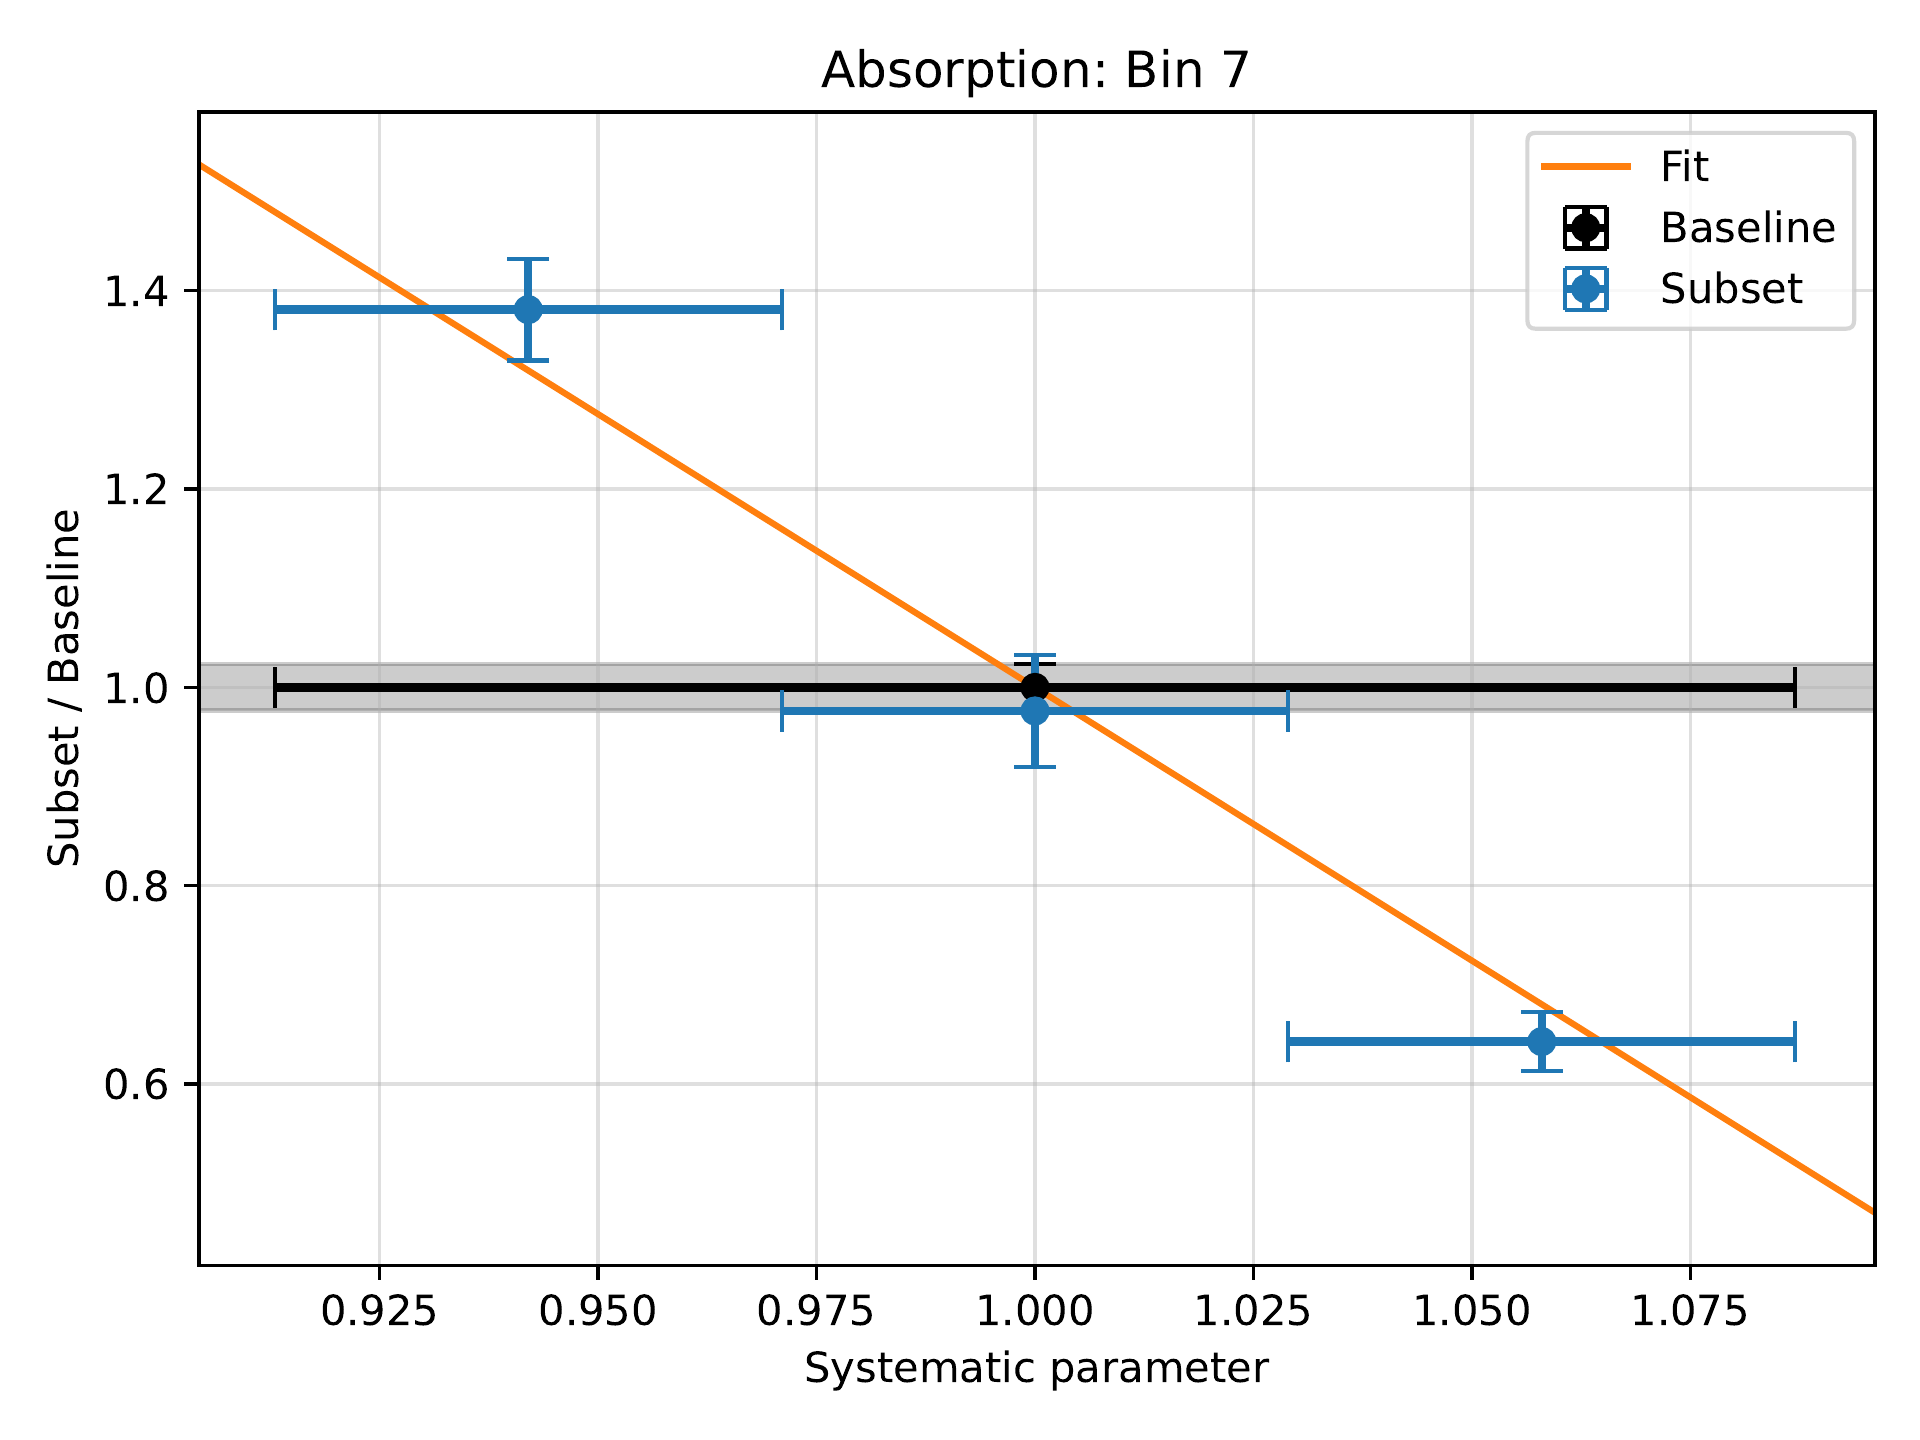 Absorption: Bin 7
Fit
Baseline
Subset
Subset / Baseline
1.4
1.2
1.0
0.8
0.6
0.925 0.950 0.975 1.000 1.025 1.050 1.075
Systematic parameter